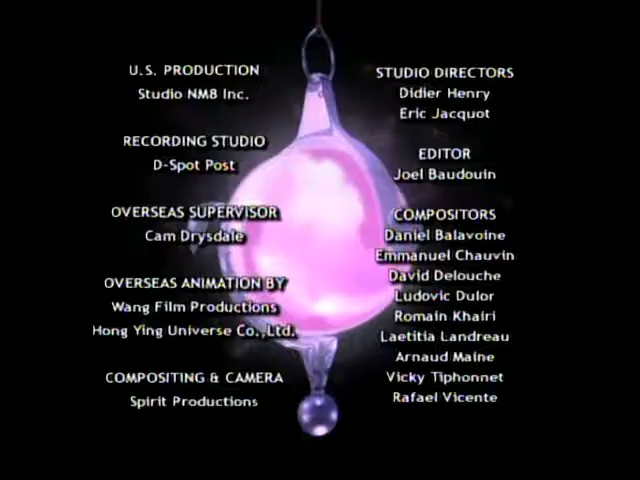 U.S. PRODUCTION
Studio NM8 Inc.
RECORDING STUDIO
D-Spot Post
OVERSEAS SUPERVISOR
Cam Drysdale
OVERSEAS ANIMATION BY
Wang Film Productions
Hong Ying Universe Co.,Ltd.
COMPOSITING & CAMERA
Spirit Productions
STUDIO DIRECTORS
Didier Henry
Eric Jacquot
EDITOR
Joel Baudouin
COMPOSITORS
Daniel Balavoine
Emmanuel Chauvin
David Delouche
Ludovic Dulor
Romain Khairi
Laetitia Landreau
Arnaud Maine
Vicky Tiphonnet
Rafael Vicente